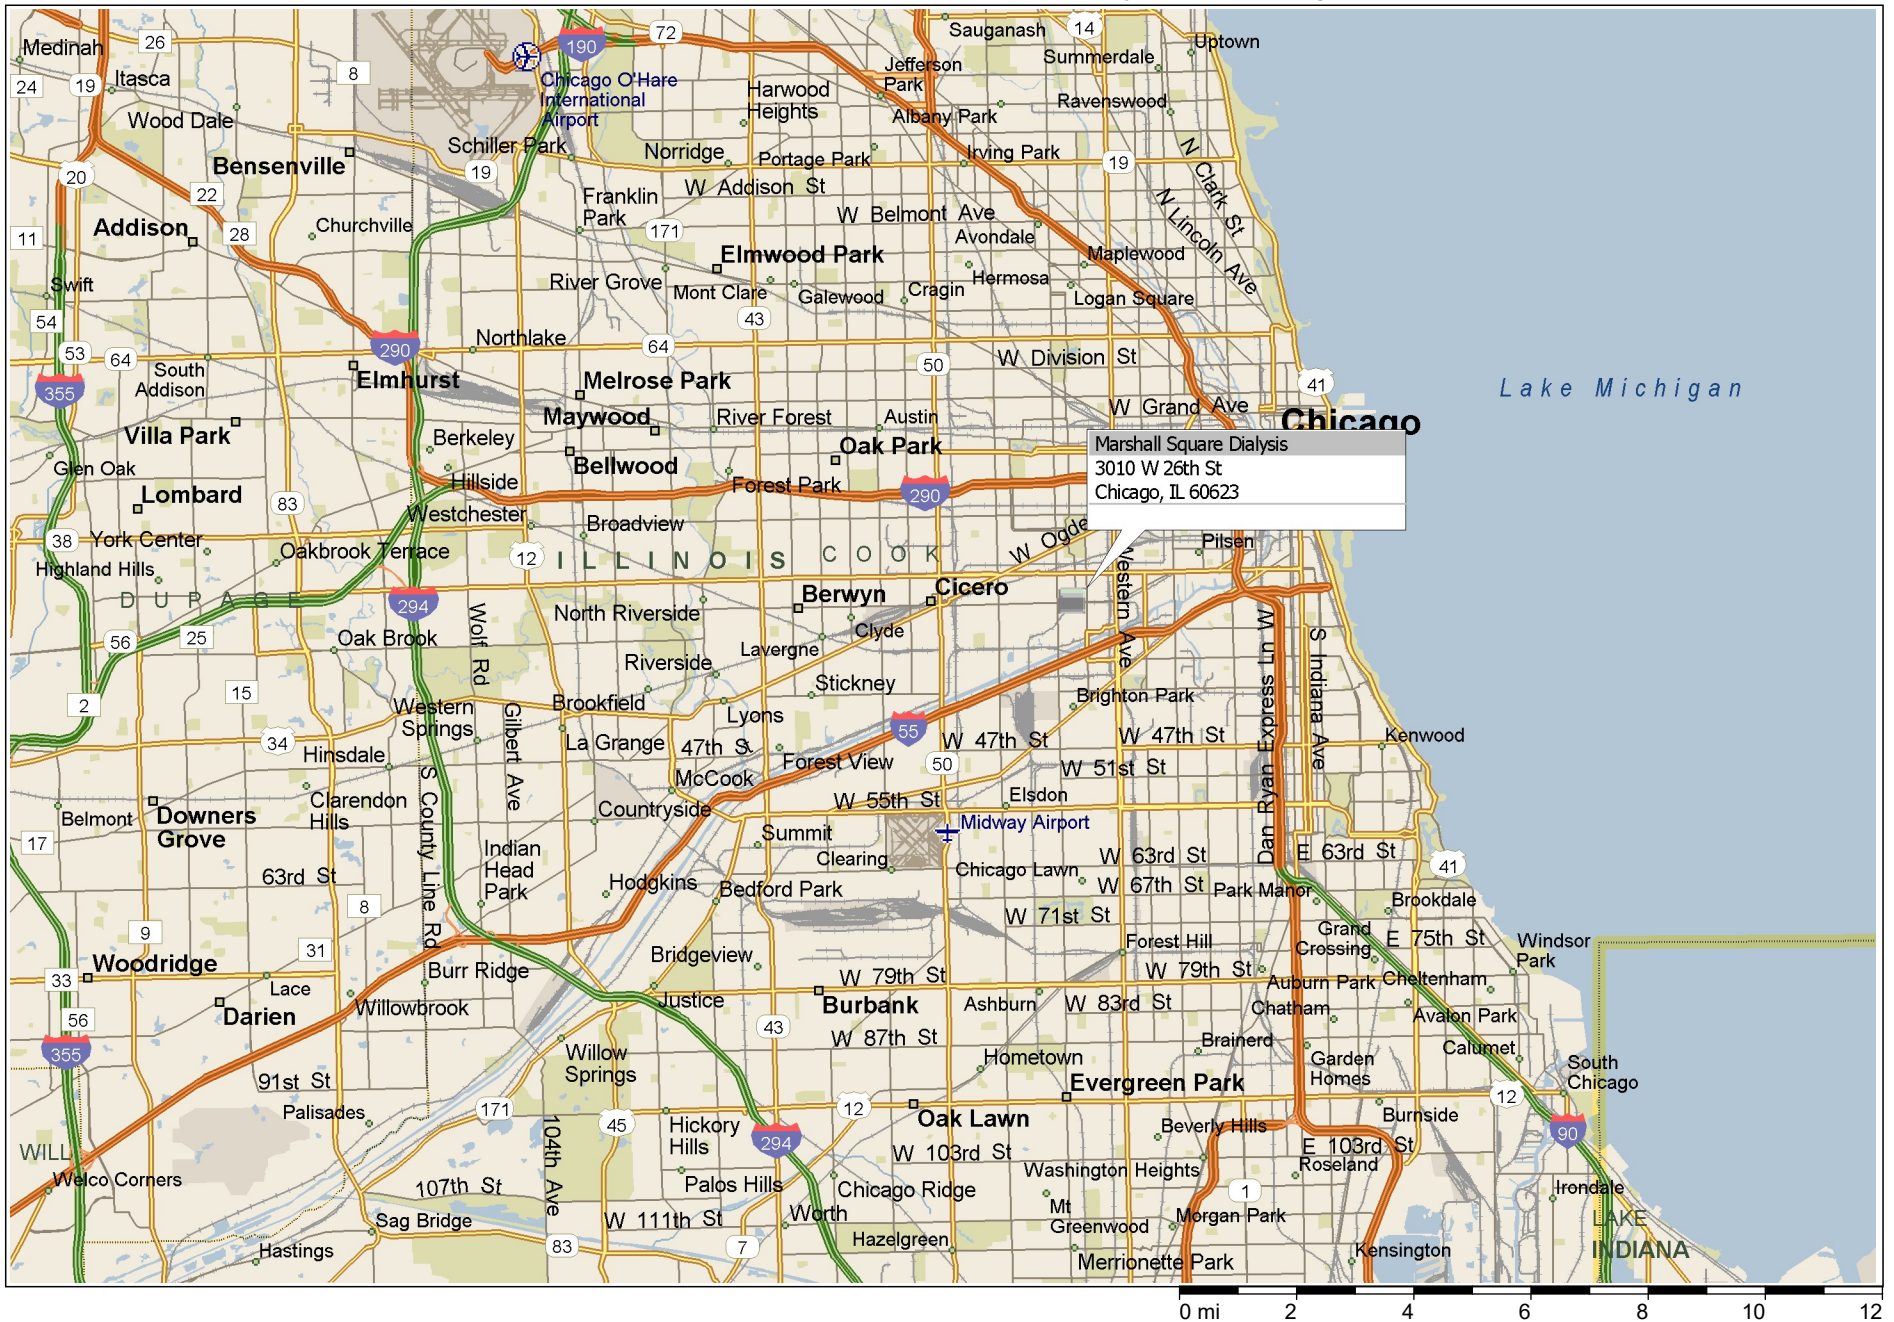 Medinah
26
Itasca
24
19
8
Wood Dale
Bensenville
20
22
Addison
28
Churchville
11
Swift
54
53
64
355
South
Addison
Villa Park
Glen Oak
Lombard
83
38
York Center
Highland Hills
Oakbrook Terrace
DUPAGE
56
25
Oak Brook
2
15
34
Hinsdale
Western
Springs
Belmont
Downers
Grove
Clarendon
Hills
17
63rd St
8
9
31
33
Woodridge
Lace
Darien
Willowbrook
56
355
91st St
Palisades
WILL
Welco Corners
107th St
Sag Bridge
Hastings
83
190
72
Chicago O'Hare
International
Airport
Schiller Park
19
Franklin
Park
171
River Grove
Northlake
290
64
Elmhurst
Melrose Park
Maywood
Berkeley
Bellwood
Hillside
Westchester
Broadview
12
ILLINOIS
COOK
294
North Riverside
Wolf Rd
Riverside
Brookfield
Lyons
La Grange
47th St
McCook
Countryside
Gilbert Ave
S County Line Rd
Indian
Head
Park
Hodgkins
Burr Ridge
Bridgeview
Justice
Willow
Springs
171
45
104th Ave
Hickory
Hills
Palos Hills
W 111th St
7
Worth
Harwood
Heights
Norridge
Portage Park
W Addison St
W Belmont Ave
Elmwood Park
Mont Clare
Galewood
Cragin
Hermosa
Avondale
43
50
River Forest
Austin
Oak Park
Forest Park
290
Berwyn
Cicero
Clyde
Lavergne
Stickney
55
Forest View
W 47th St
50
W 55th St
Elsdon
Summit
Midway Airport
Clearing
Chicago Lawn
Bedford Park
W 71st St
W 79th St
Burbank
Ashburn
43
W 87th St
Hometown
12
Oak Lawn
294
W 103rd St
Chicago Ridge
Hazelgreen
Sauganash
14
Uptown
Summerdale
Jefferson
Park
Ravenswood
Albany Park
Irving Park
19
N Clark St
N Lincoln Ave
Maplewood
Logan Square
W Division St
41
W Grand Ave
Chicago
Lake Michigan
Marshall Square Dialysis
3010 W 26th St
Chicago, IL 60623
W Ogde
Pilsen
Western Ave
Dan Ryan Express Ln W
S Indiana Ave
Brighton Park
W 47th St
Kenwood
W 51st St
W 63rd St
E 63rd St
41
W 67th St
Park Manor
Brookdale
Grand
Crossing
E 75th St
Windsor
Park
Forest Hill
W 79th St
Auburn Park
Cheltenham
W 83rd St
Chatham
Avalon Park
Brainerd
Calumet
Garden
Homes
South
Chicago
Evergreen Park
12
Burnside
90
Beverly Hills
E 103rd St
Roseland
Washington Heights
1
Irondale
Mt
Greenwood
Morgan Park
LAKE
INDIANA
Merrionette Park
Kensington
0 mi 2 4 6 8 10 12